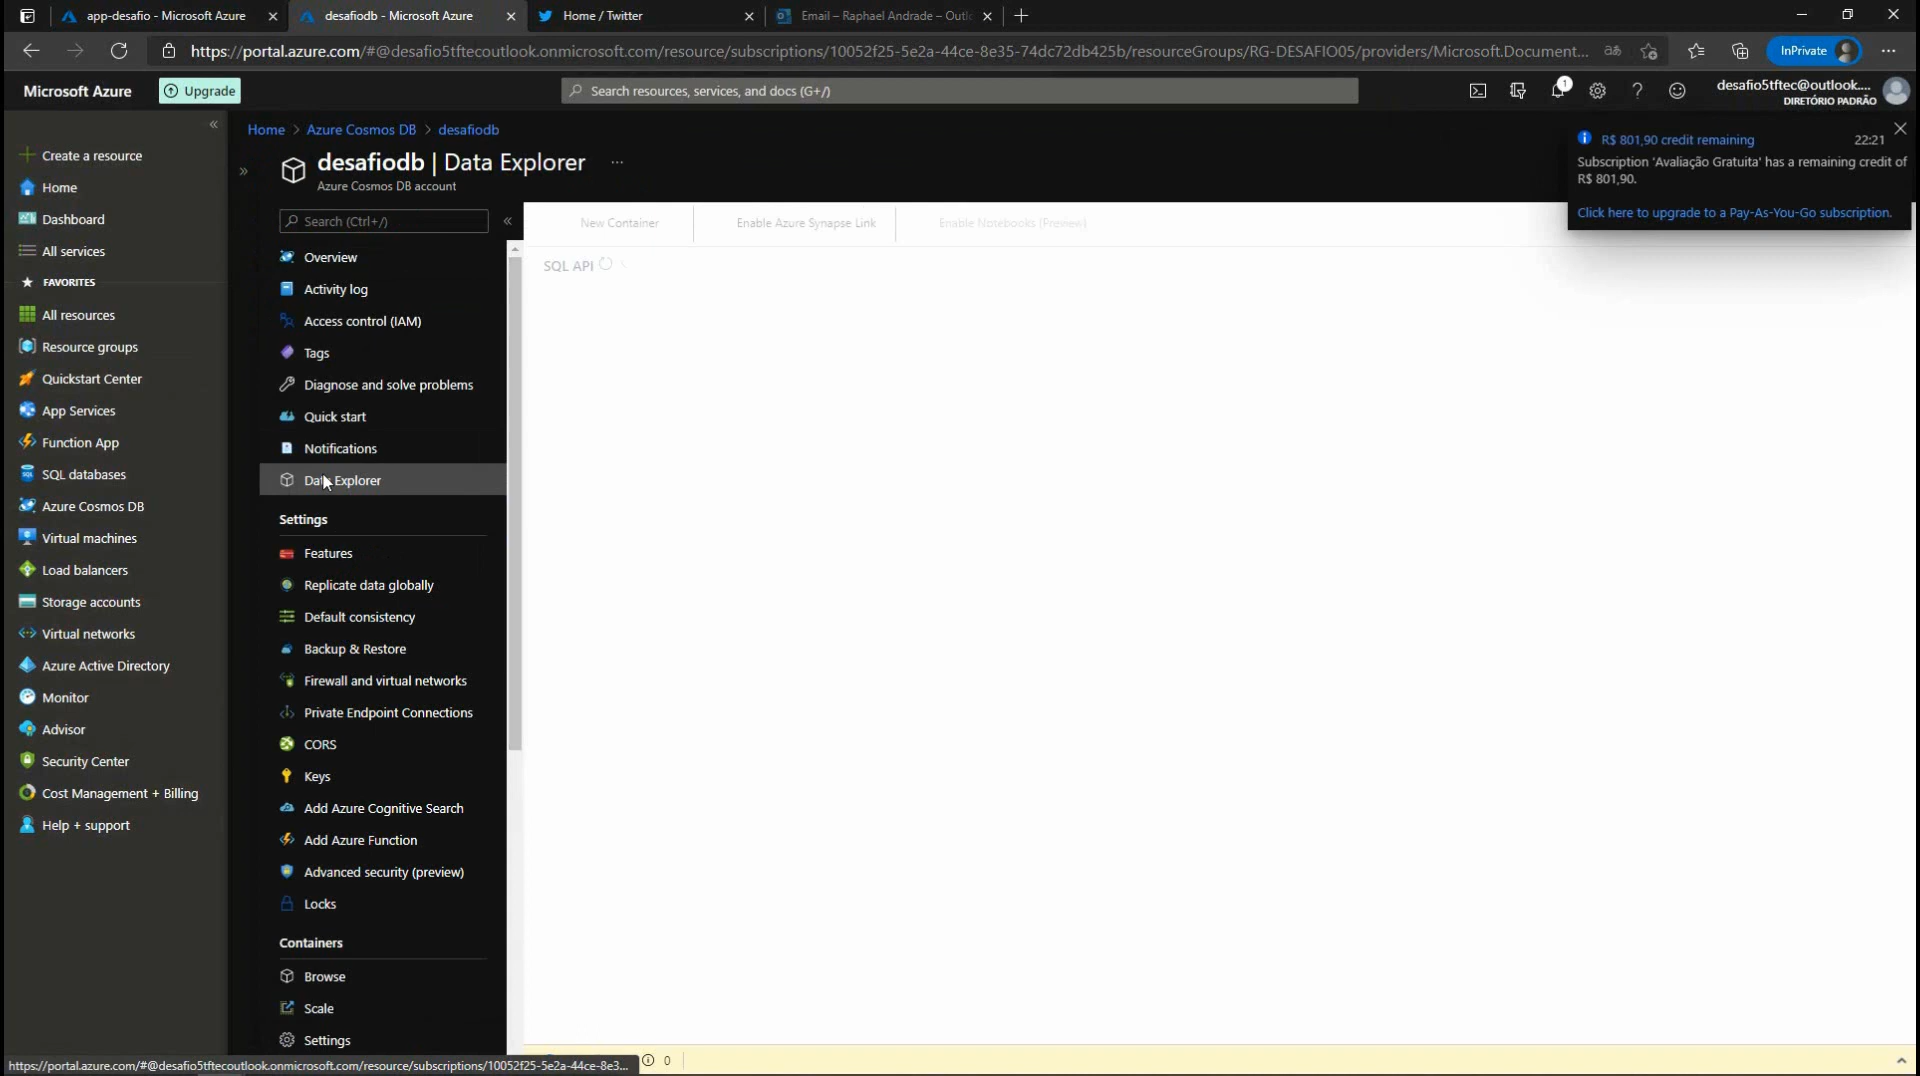 app-desafio - Microsoft Azure
desafiodb - Microsoft Azure
Home / Twitter
Email – Raphael Andrade – Outl
https://portal.azure.com/#@desafio5tftecoutlook.onmicrosoft.com/resource/subscriptions/10052f25-5e2a-44ce-8e35-74dc72db425b/resourceGroups/RG-DESAFIO05/providers/Microsoft.Document...
InPrivate
Microsoft Azure
Upgrade
Search resources, services, and docs (G+/)
1
desafio5tftec@outlook....
DIRETÓRIO PADRÃO
Create a resource
Home
Dashboard
All services
FAVORITES
All resources
Resource groups
Quickstart Center
App Services
Function App
SQL databases
Azure Cosmos DB
Virtual machines
Load balancers
Storage accounts
Virtual networks
Azure Active Directory
Monitor
Advisor
Security Center
Cost Management + Billing
Help + support
Home > Azure Cosmos DB > desafiodb
desafiodb | Data Explorer ...
Azure Cosmos DB account
Search (Ctrl+/)
Overview
Activity log
Access control (IAM)
Tags
Diagnose and solve problems
Quick start
Notifications
Data Explorer
Settings
Features
Replicate data globally
Default consistency
Backup & Restore
Firewall and virtual networks
Private Endpoint Connections
CORS
Keys
Add Azure Cognitive Search
Add Azure Function
Advanced security (preview)
Locks
Containers
Browse
Scale
Settings
New Container
Enable Azure Synapse Link
Enable Notebooks (Preview)
SQL API
R$ 801,90 credit remaining
22:21
Subscription 'Avaliação Gratuita' has a remaining credit of
R$ 801,90.
Click here to upgrade to a Pay-As-You-Go subscription.
0
https://portal.azure.com/#@desafio5tftecoutlook.onmicrosoft.com/resource/subscriptions/10052f25-5e2a-44ce-8e3...